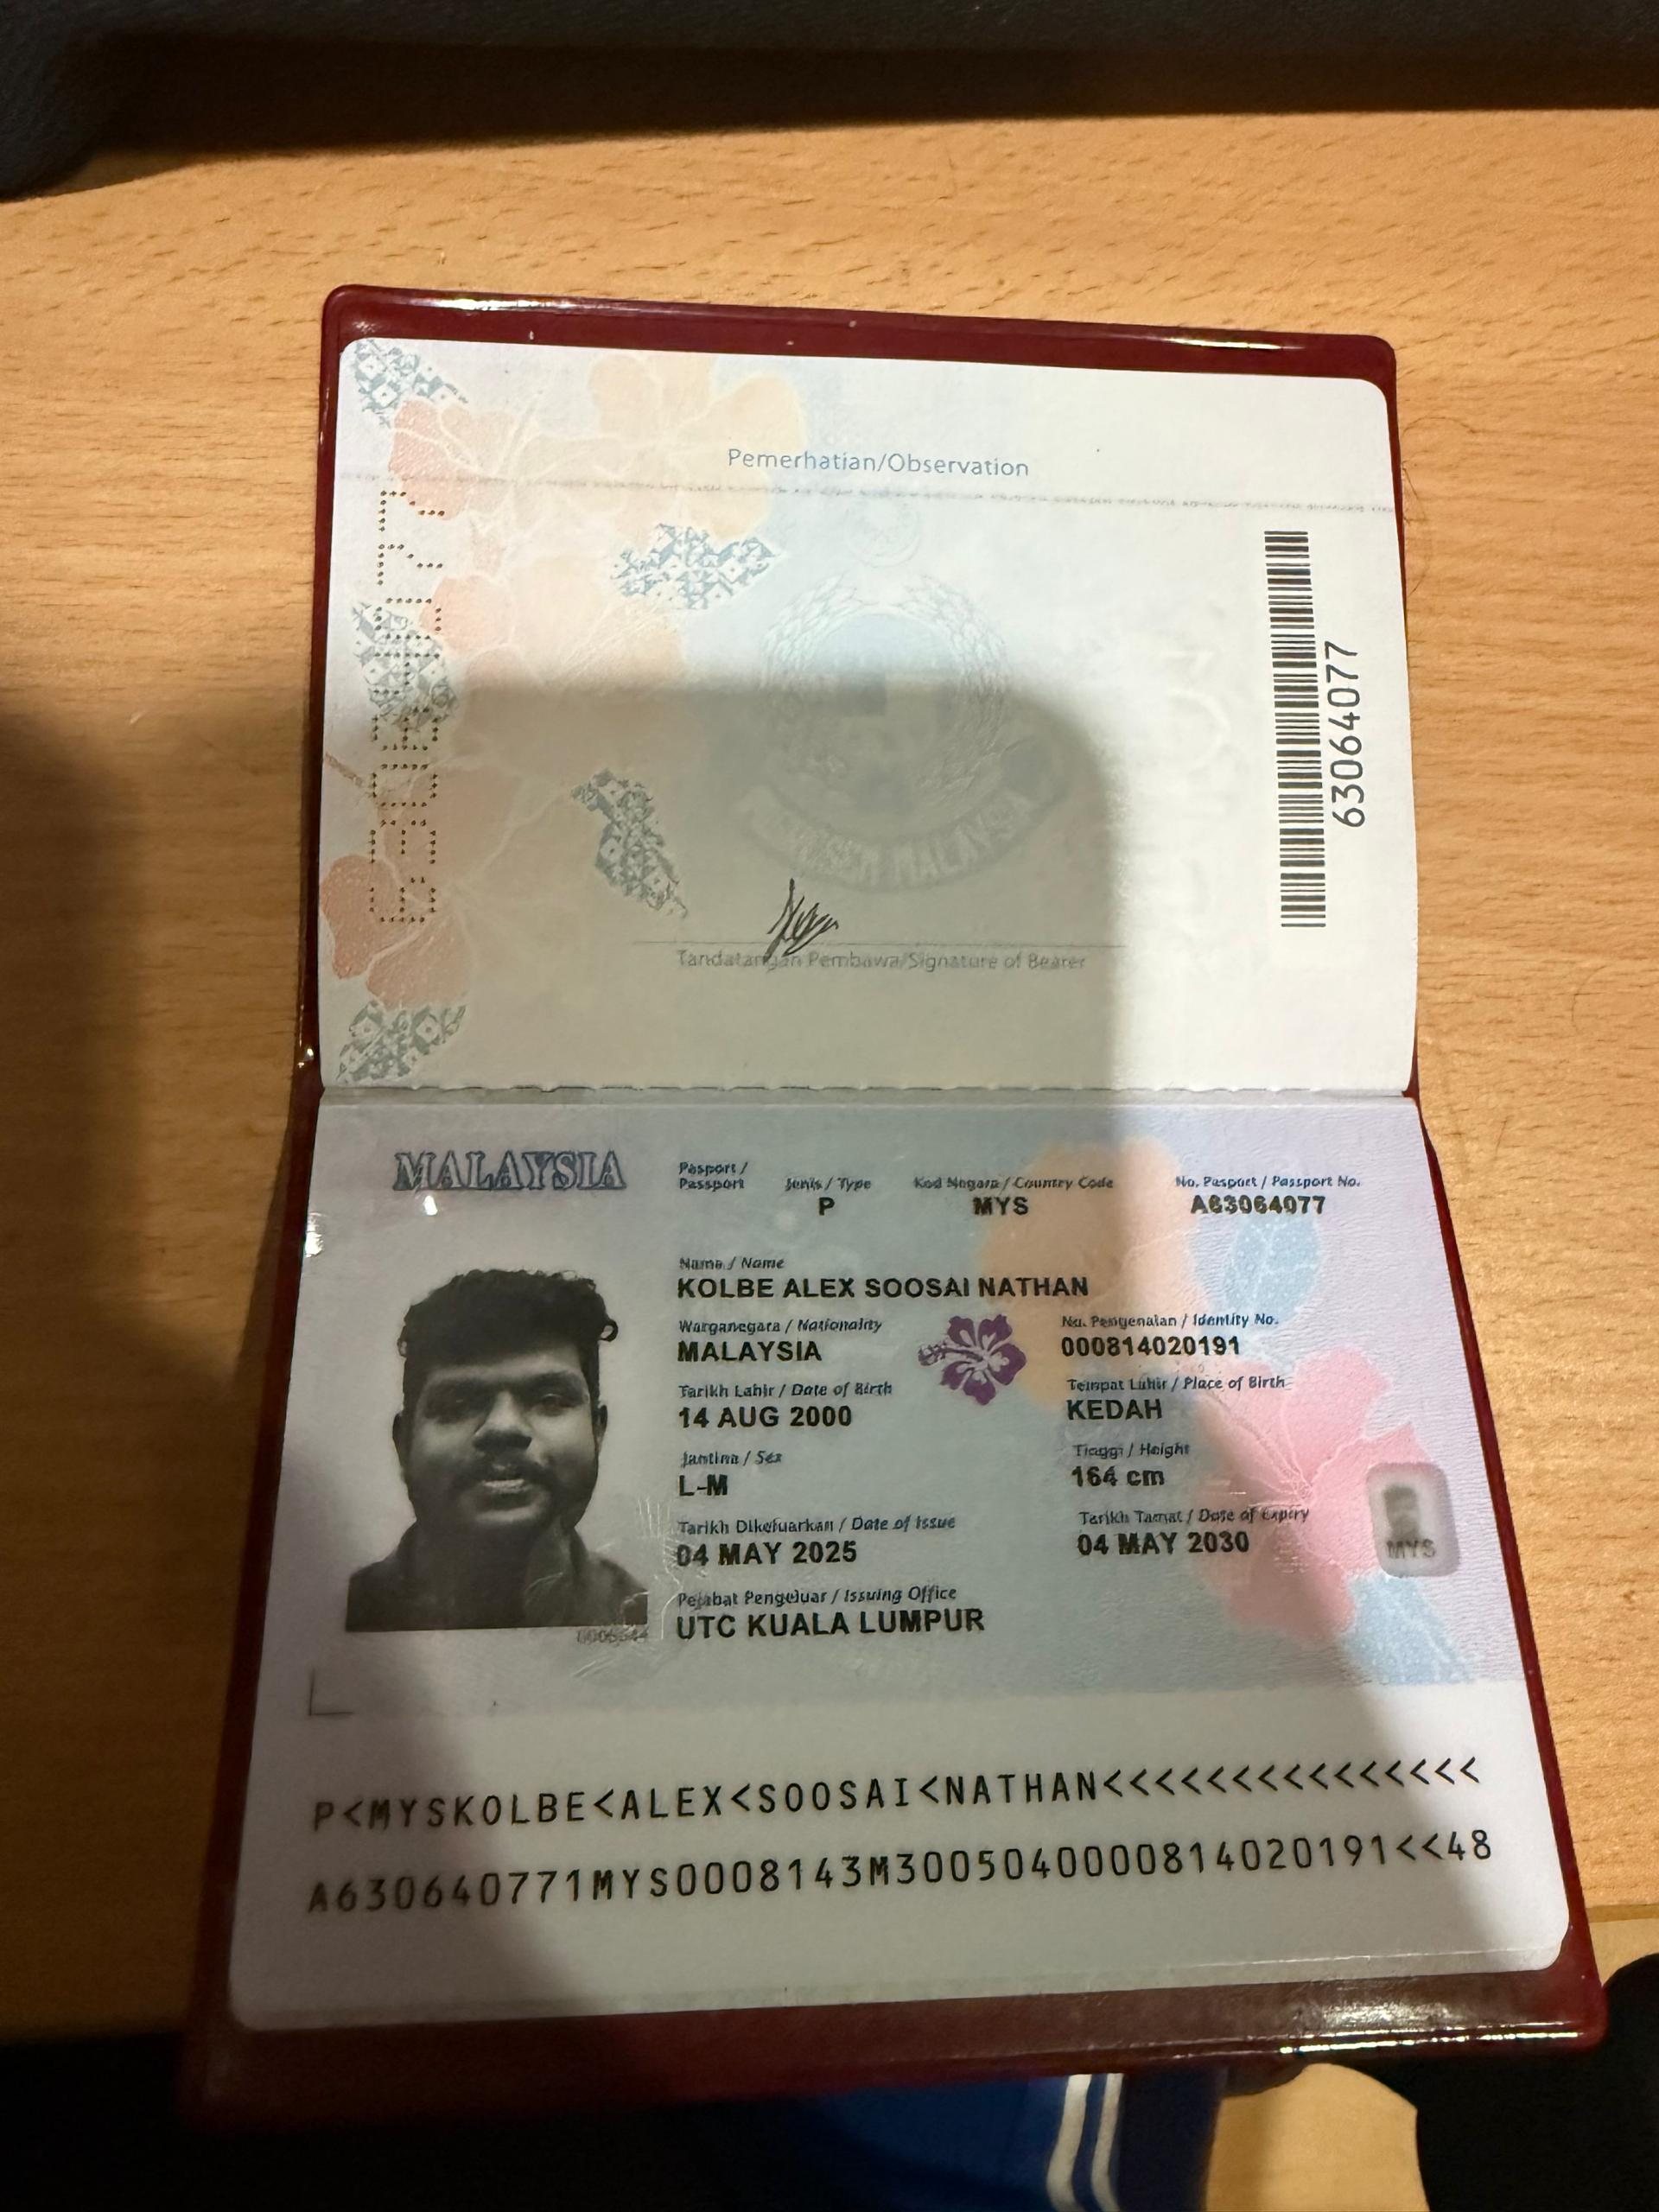 Pemerhatian/Observation
63064077
Tandatangan Pembawa/Signature of Bearer
MALAYSIA
Pasport / Passport
Jenis / Type
P
Kod Negara / Country Code
MYS
No. Pasport / Passport No.
A63064077
Nama / Name
KOLBE ALEX SOOSAI NATHAN
Warganegara / Nationality
MALAYSIA
No. Pengenalan / Identity No.
000814020191
Tarikh Lahir / Date of Birth
14 AUG 2000
Tempat Lahir / Place of Birth
KEDAH
Jantina / Sex
L-M
Tinggi / Height
164 cm
Tarikh Dikeluarkan / Date of Issue
04 MAY 2025
Tarikh Tamat / Date of Expiry
04 MAY 2030
MYS
Pejabat Pengeluar / Issuing Office
UTC KUALA LUMPUR
P<MYSKOLBE<ALEX<SOOSAI<NATHAN<<<<<<<<<<<<<<<
A630640771MYS0008143M3005040000814020191<<48